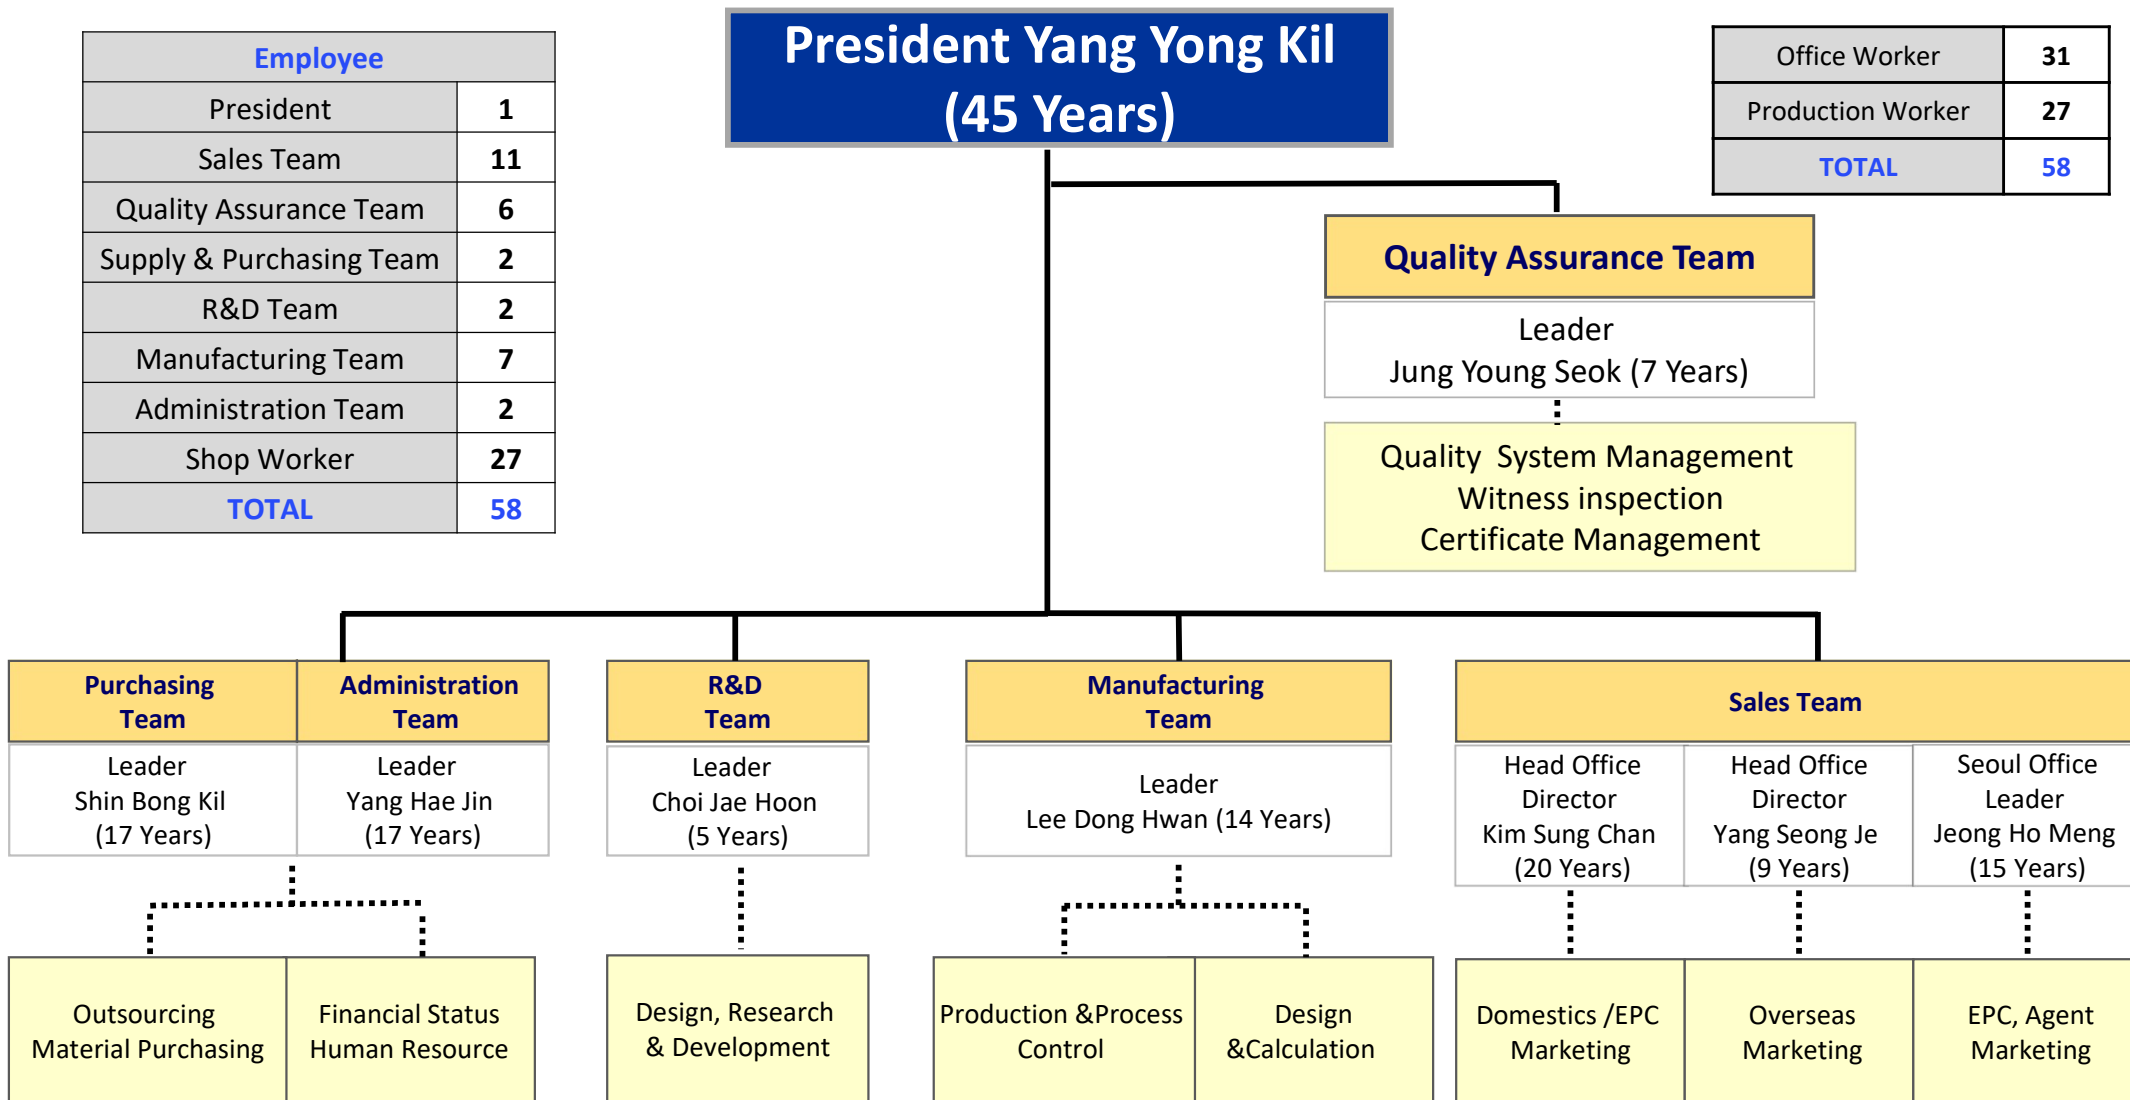 President Yang Yong Kil
(45 Years)
Employee
President 1
Sales Team 11
Quality Assurance Team 6
Supply & Purchasing Team 2
R&D Team 2
Manufacturing Team 7
Administration Team 2
Shop Worker 27
TOTAL 58
Office Worker 31
Production Worker 27
TOTAL 58
Quality Assurance Team
Leader
Jung Young Seok (7 Years)
Quality System Management
Witness inspection
Certificate Management
Purchasing
Team
Leader
Shin Bong Kil
(17 Years)
Administration
Team
Leader
Yang Hae Jin
(17 Years)
Outsourcing
Material Purchasing
Financial Status
Human Resource
R&D
Team
Leader
Choi Jae Hoon
(5 Years)
Design, Research
& Development
Manufacturing
Team
Leader
Lee Dong Hwan (14 Years)
Production &Process
Control
Design
&Calculation
Sales Team
Head Office
Director
Kim Sung Chan
(20 Years)
Head Office
Director
Yang Seong Je
(9 Years)
Seoul Office
Leader
Jeong Ho Meng
(15 Years)
Domestics /EPC
Marketing
Overseas
Marketing
EPC, Agent
Marketing